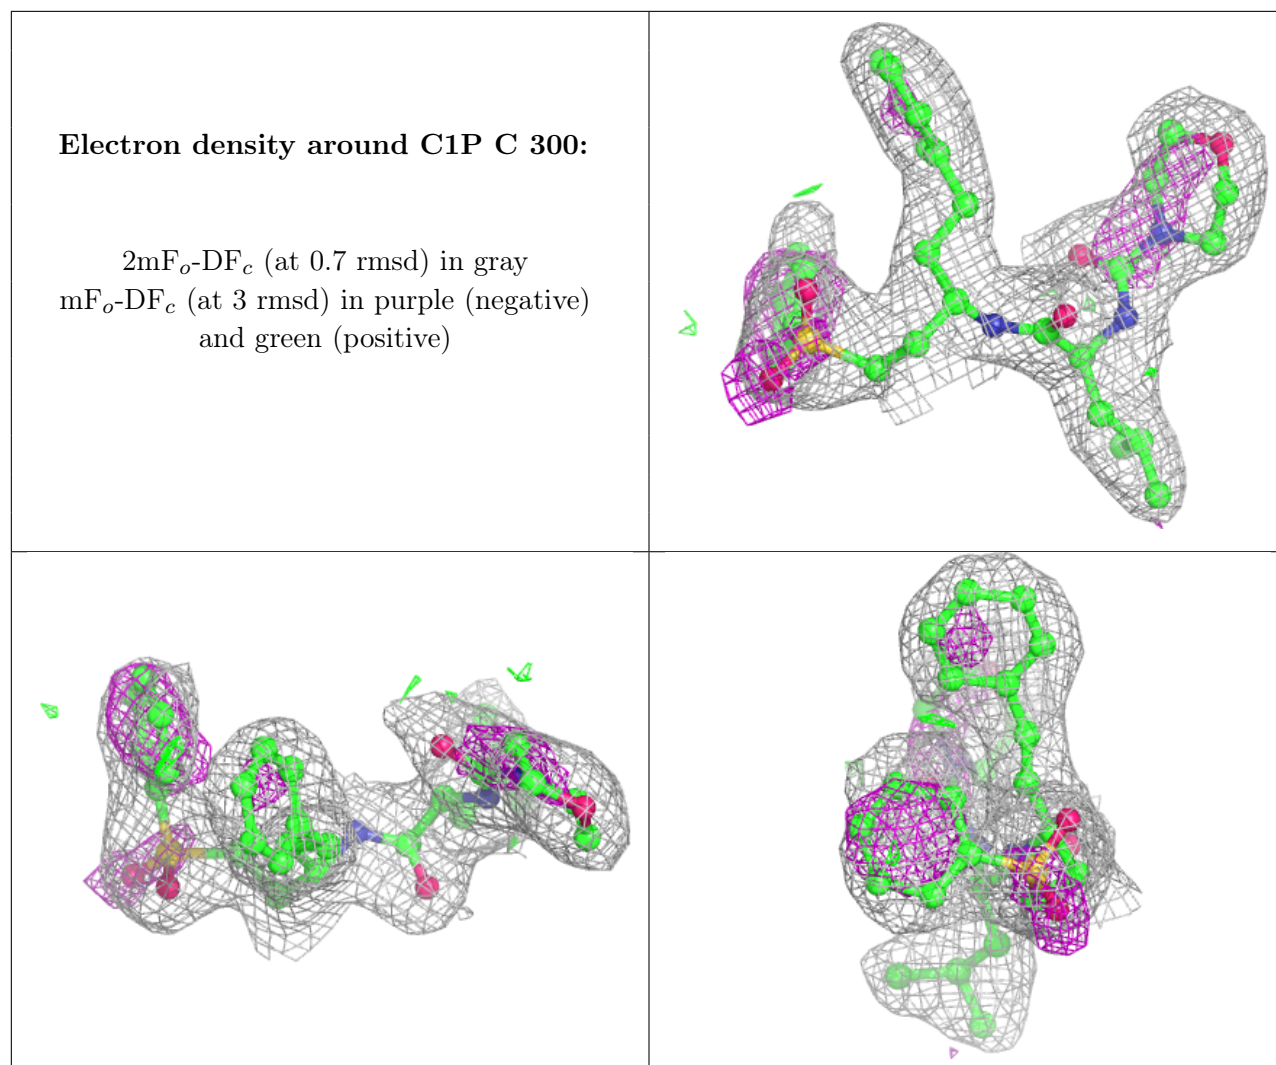 Electron density around C1P C 300:
2mFₒ-DF𝑐 (at 0.7 rmsd) in gray
mFₒ-DF𝑐 (at 3 rmsd) in purple (negative)
and green (positive)